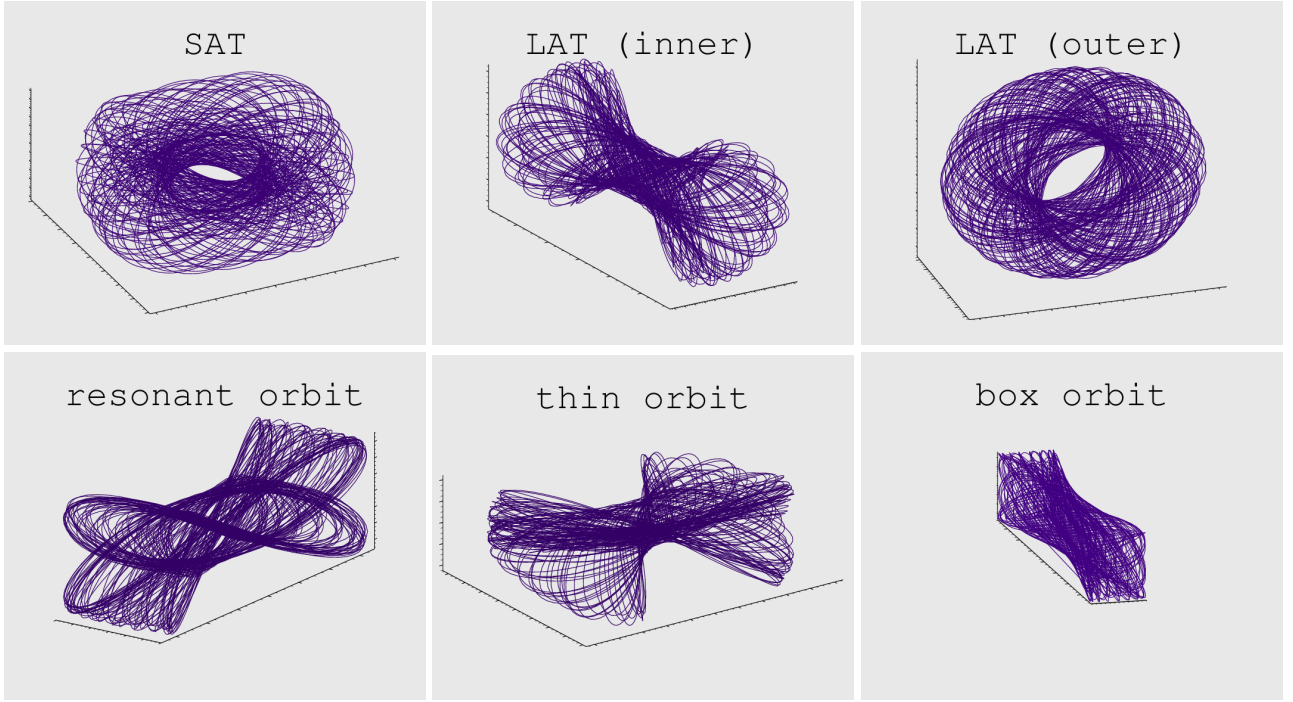 SAT
LAT (inner)
LAT (outer)
resonant orbit
thin orbit
box orbit